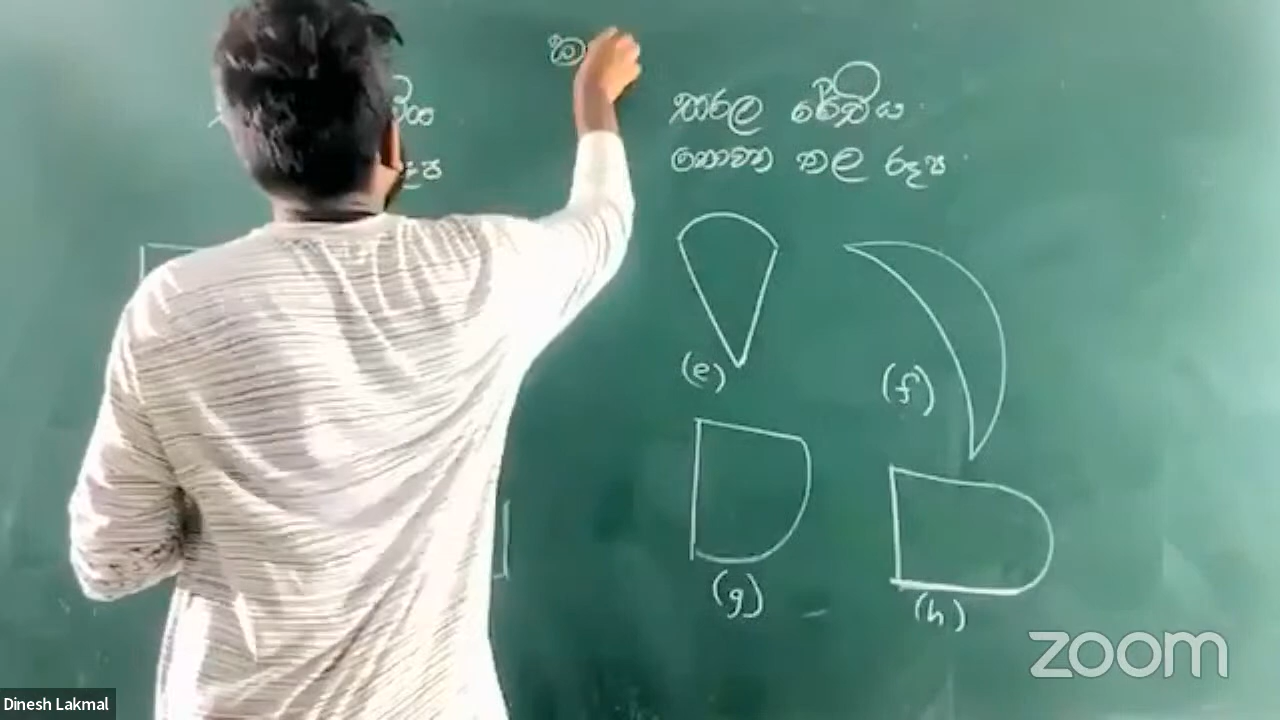 සරල රේඛීය
නොවන තල රූප
(e)
(f)
(g)
(h)
zoom
Dinesh Lakmal